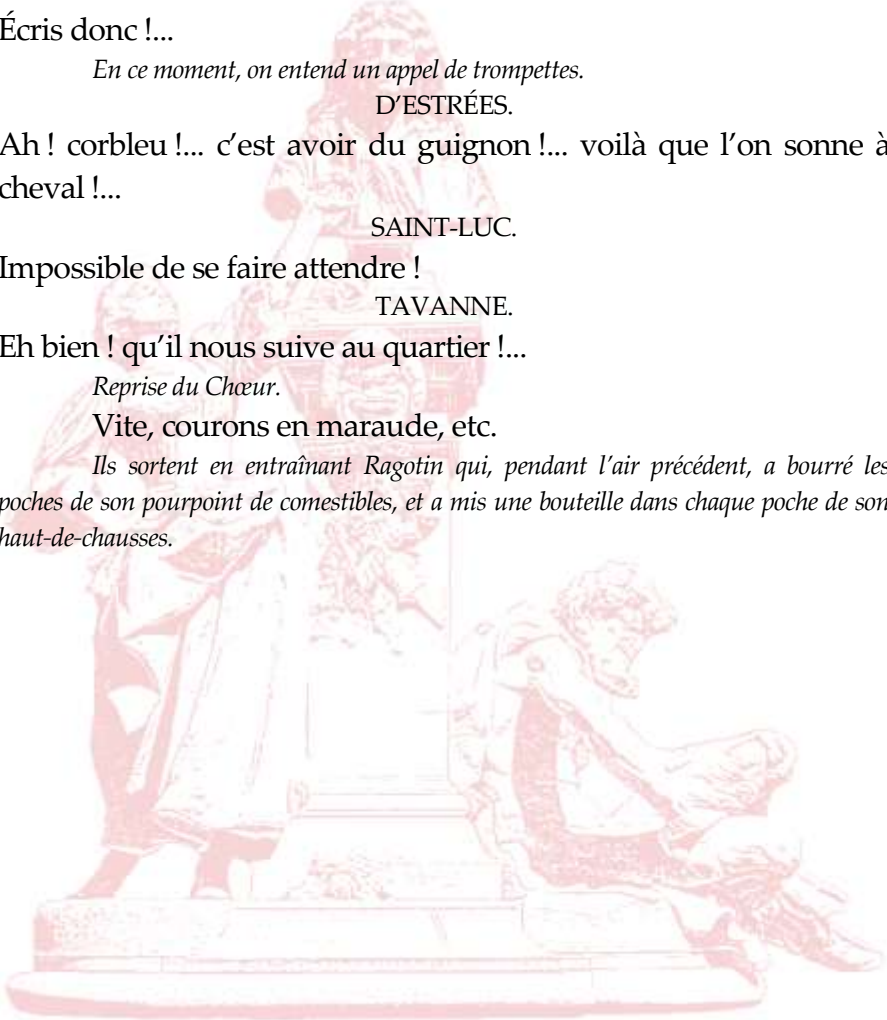 Écris donc !...
En ce moment, on entend un appel de trompettes.
D’ESTRÉES.
Ah ! corbleu !... c’est avoir du guignon !... voilà que l’on sonne à
cheval !...
SAINT-LUC.
Impossible de se faire attendre !
TAVANNE.
Eh bien ! qu’il nous suive au quartier !...
Reprise du Chœur.
Vite, courons en maraude, etc.
Ils sortent en entraînant Ragotin qui, pendant l’air précédent, a bourré les
poches de son pourpoint de comestibles, et a mis une bouteille dans chaque poche de son
haut-de-chausses.